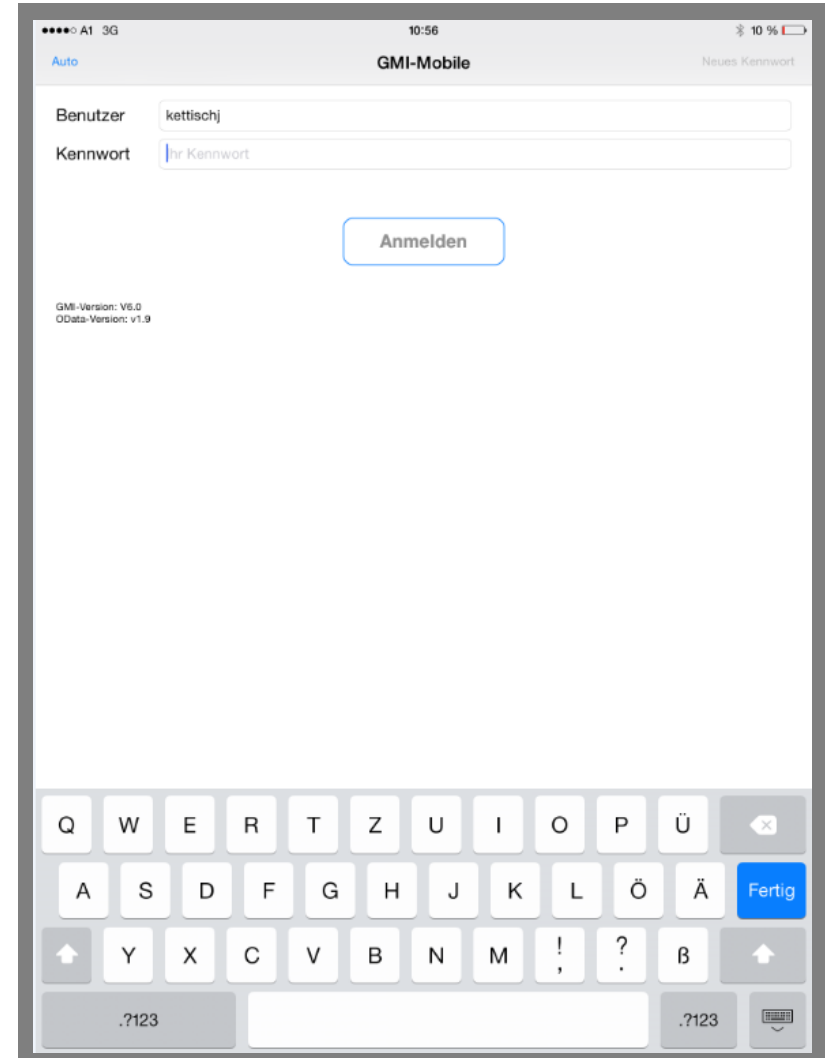 A1 3G 10:56 10 %
Auto GMI-Mobile Neues Kennwort
Benutzer kettischj
Kennwort Ihr Kennwort
Anmelden
GMI-Version: V6.0
OData-Version: v1.9
Q W E R T Z U I O P Ü
A S D F G H J K L Ö Ä Fertig
Y X C V B N M ! , ? . ß
.?123 .?123